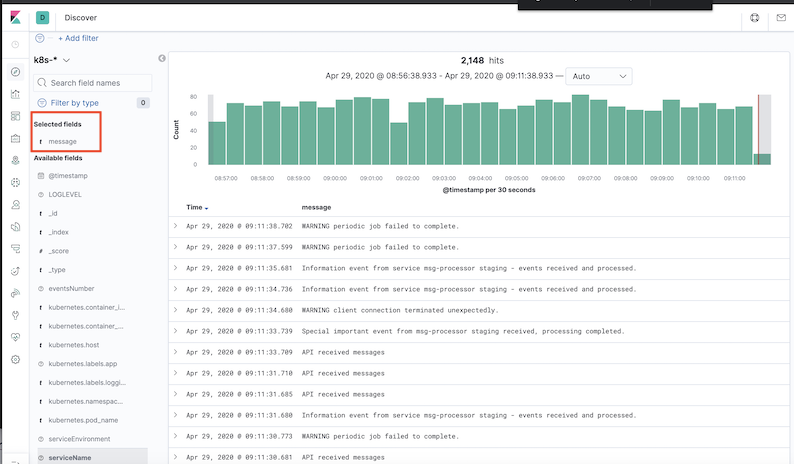 D Discover
+ Add filter
k8s-*
Search field names
Filter by type 0
Selected fields
t message
Available fields
@timestamp
LOGLEVEL
t _id
t _index
# _score
t _type
eventsNumber
t kubernetes.container_i...
t kubernetes.container_...
t kubernetes.host
kubernetes.labels.app
t kubernetes.labels.loggi...
t kubernetes.namespac...
t kubernetes.pod_name
serviceEnvironment
serviceName
2,148 hits
Apr 29, 2020 @ 08:56:38.933 - Apr 29, 2020 @ 09:11:38.933 — Auto
Count
80
60
40
20
0
08:57:00 08:58:00 08:59:00 09:00:00 09:01:00 09:02:00 09:03:00 09:04:00 09:05:00 09:06:00 09:07:00 09:08:00 09:09:00 09:10:00 09:11:00
@timestamp per 30 seconds
Time message
Apr 29, 2020 @ 09:11:38.702 WARNING periodic job failed to complete.
Apr 29, 2020 @ 09:11:37.599 WARNING periodic job failed to complete.
Apr 29, 2020 @ 09:11:35.681 Information event from service msg-processor staging - events received and processed.
Apr 29, 2020 @ 09:11:34.736 Information event from service msg-processor staging - events received and processed.
Apr 29, 2020 @ 09:11:34.680 WARNING client connection terminated unexpectedly.
Apr 29, 2020 @ 09:11:33.739 Special important event from msg-processor staging received, processing completed.
Apr 29, 2020 @ 09:11:33.709 API received messages
Apr 29, 2020 @ 09:11:31.710 API received messages
Apr 29, 2020 @ 09:11:31.685 API received messages
Apr 29, 2020 @ 09:11:31.680 Information event from service msg-processor staging - events received and processed.
Apr 29, 2020 @ 09:11:30.773 WARNING periodic job failed to complete.
Apr 29, 2020 @ 09:11:30.681 API received messages